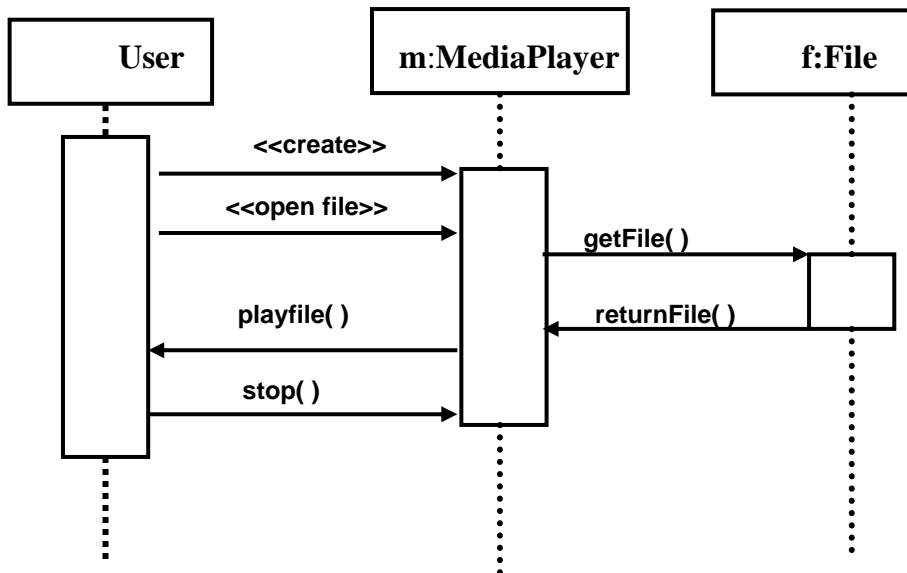 User
m:MediaPlayer
f:File
<<create>>
<<open file>>
getFile( )
returnFile( )
playfile( )
stop( )